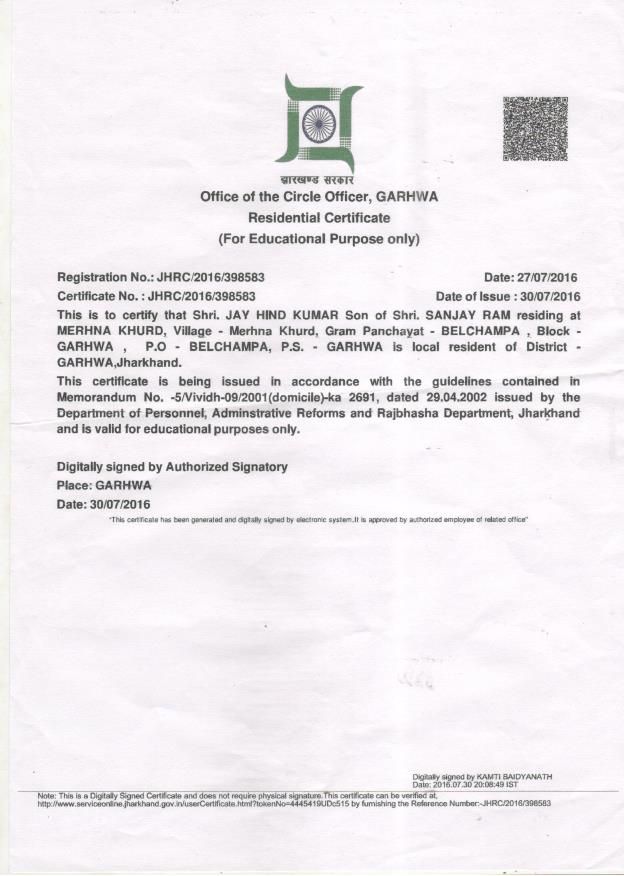 झारखण्ड सरकार
Office of the Circle Officer, GARHWA
Residential Certificate
(For Educational Purpose only)
Registration No.: JHRC/2016/398583 Date: 27/07/2016
Certificate No. : JHRC/2016/398583 Date of Issue : 30/07/2016
This is to certify that Shri. JAY HIND KUMAR Son of Shri. SANJAY RAM residing at
MERHNA KHURD, Village - Merhna Khurd, Gram Panchayat - BELCHAMPA , Block -
GARHWA , P.O - BELCHAMPA, P.S. - GARHWA is local resident of District -
GARHWA,Jharkhand.
This certificate is being issued in accordance with the guidelines contained in
Memorandum No. -5/Vividh-09/2001(domicile)-ka 2691, dated 29.04.2002 issued by the
Department of Personnel, Adminstrative Reforms and Rajbhasha Department, Jharkhand
and is valid for educational purposes only.
Digitally signed by Authorized Signatory
Place: GARHWA
Date: 30/07/2016
"This certificate has been generated and digitally signed by electronic system.It is approved by authorized employee of related office"
Digitally signed by KAMTI BAIDYANATH
Date: 2016.07.30 20:08:49 IST
Note: This is a Digitally Signed Certificate and does not require physical signature.This certificate can be verified at,
http://www.serviceonline.jharkhand.gov.in/userCertificate.html?tokenNo=4445419UDc515 by furnishing the Reference Number:-JHRC/2016/398583